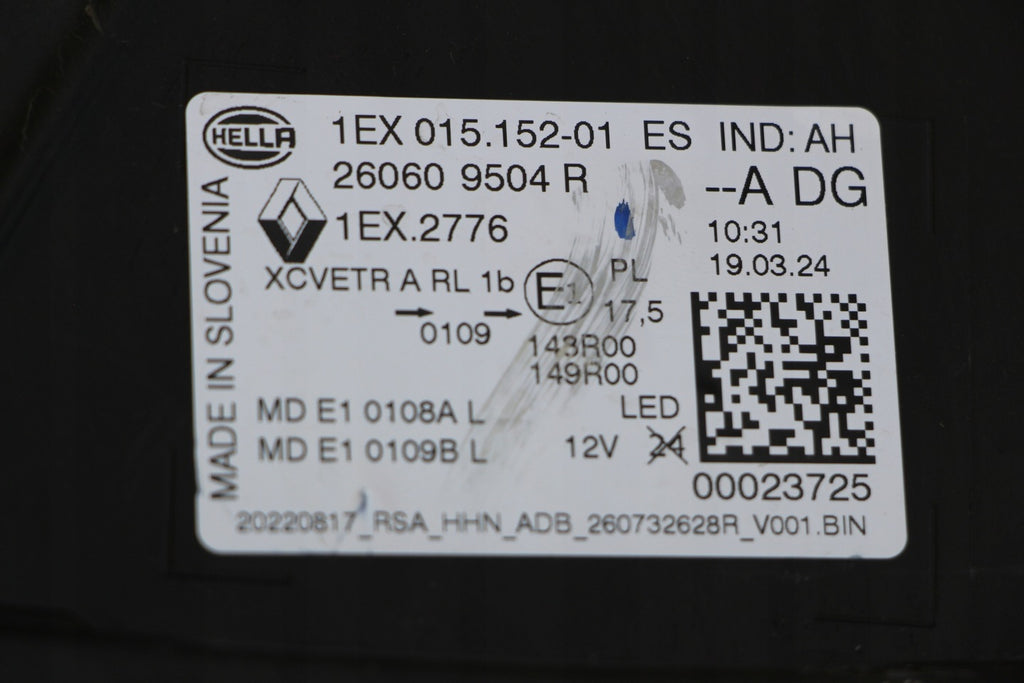 HELLA
1EX 015.152-01 ES IND: AH
26060 9504 R
--A DG
1EX.2776
10:31
19.03.24
MADE IN SLOVENIA
XCVETR A RL 1b
E1
PL
17,5
0109
143R00
149R00
MD E1 0108A L
LED
MD E1 0109B L
12V 24
00023725
20220817_RSA_HHN_ADB_260732628R_V001.BIN